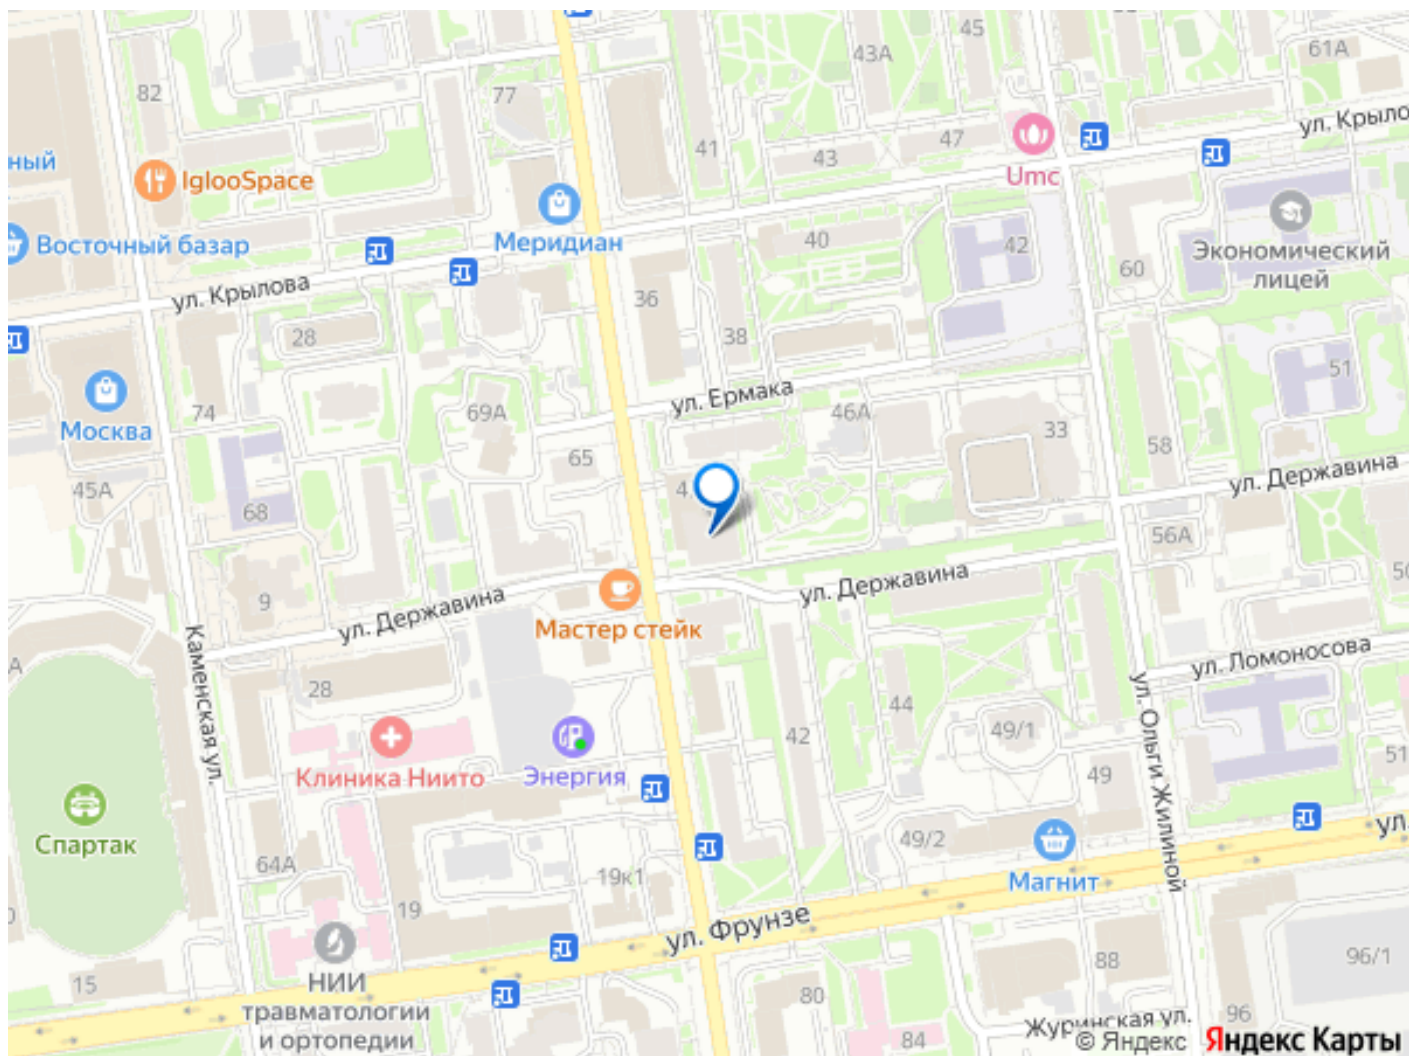 45
43А
61А
82
77
ул. Крыло
41
43
47
ный
IglooSpace
Umc
Восточный базар
Меридиан
40
42
Экономический
лицей
60
ул. Крылова
36
28
38
51
74
69А
ул. Ермака
46А
Москва
33
58
65
45А
4
ул. Державина
68
56А
9
ул. Державина
ул. Державина
Мастер стейк
Каменская ул.
ул. Ломоносова
А
28
44
42
49/1
ул. Ольги Жилиной
51
Клиника Ниито
Энергия
49
Спартак
49/2
ул.
64А
19к1
Магнит
19
ул. Фрунзе
НИИ
травматологии
и ортопедии
15
80
88
96/1
96
84
Журинская ул.
© Яндекс
Яндекс Карты